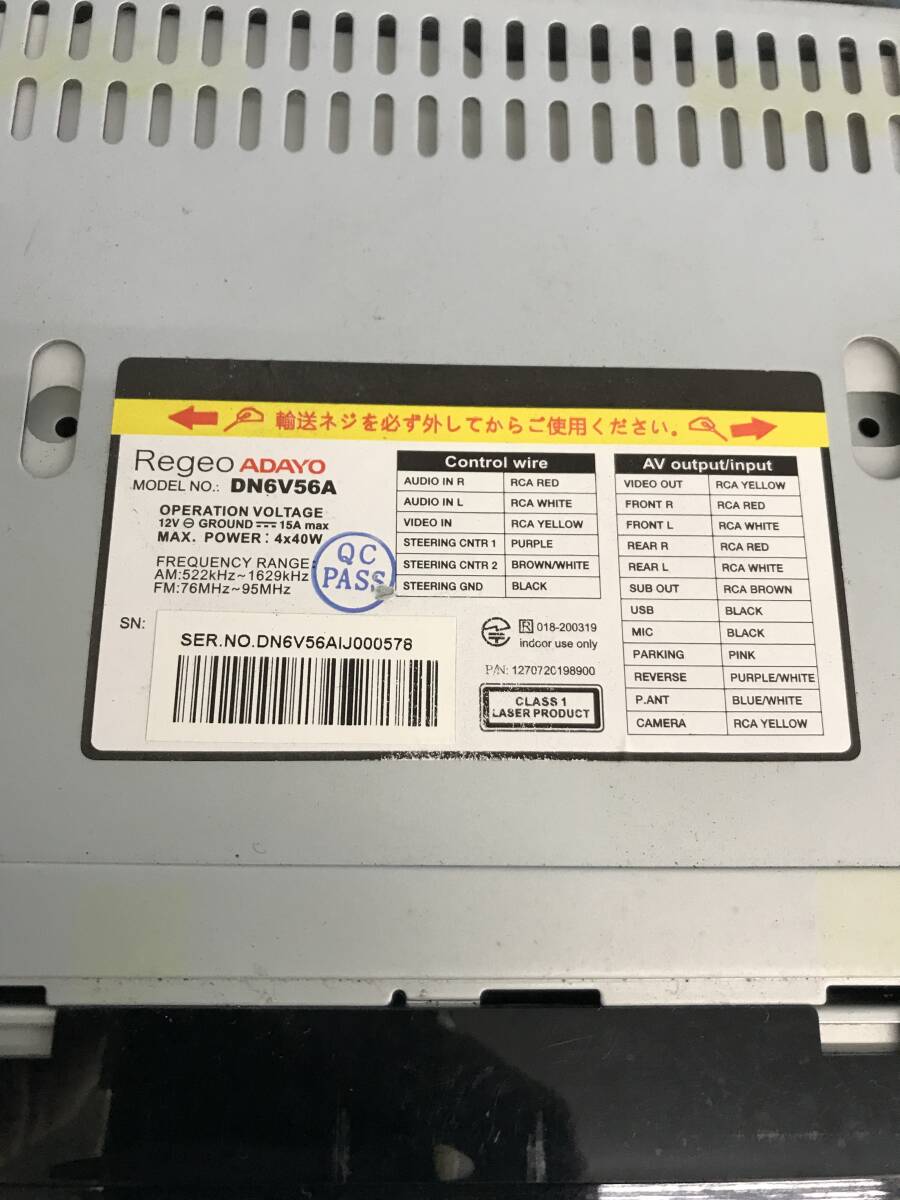 輸送ネジを必ず外してからご使用ください。
Regeo ADAYO
MODEL NO.: DN6V56A
OPERATION VOLTAGE
12V ⊖ GROUND ⎓ 15A max
MAX. POWER: 4x40W
FREQUENCY RANGE:
AM:522kHz~1629kHz
FM:76MHz~95MHz
QC
PASS
SN:
SER.NO.DN6V56AIJ000578
Control wire
AUDIO IN R RCA RED
AUDIO IN L RCA WHITE
VIDEO IN RCA YELLOW
STEERING CNTR 1 PURPLE
STEERING CNTR 2 BROWN/WHITE
STEERING GND BLACK
R 018-200319
indoor use only
P/N: 1270720198900
CLASS 1
LASER PRODUCT
AV output/input
VIDEO OUT RCA YELLOW
FRONT R RCA RED
FRONT L RCA WHITE
REAR R RCA RED
REAR L RCA WHITE
SUB OUT RCA BROWN
USB BLACK
MIC BLACK
PARKING PINK
REVERSE PURPLE/WHITE
P.ANT BLUE/WHITE
CAMERA RCA YELLOW